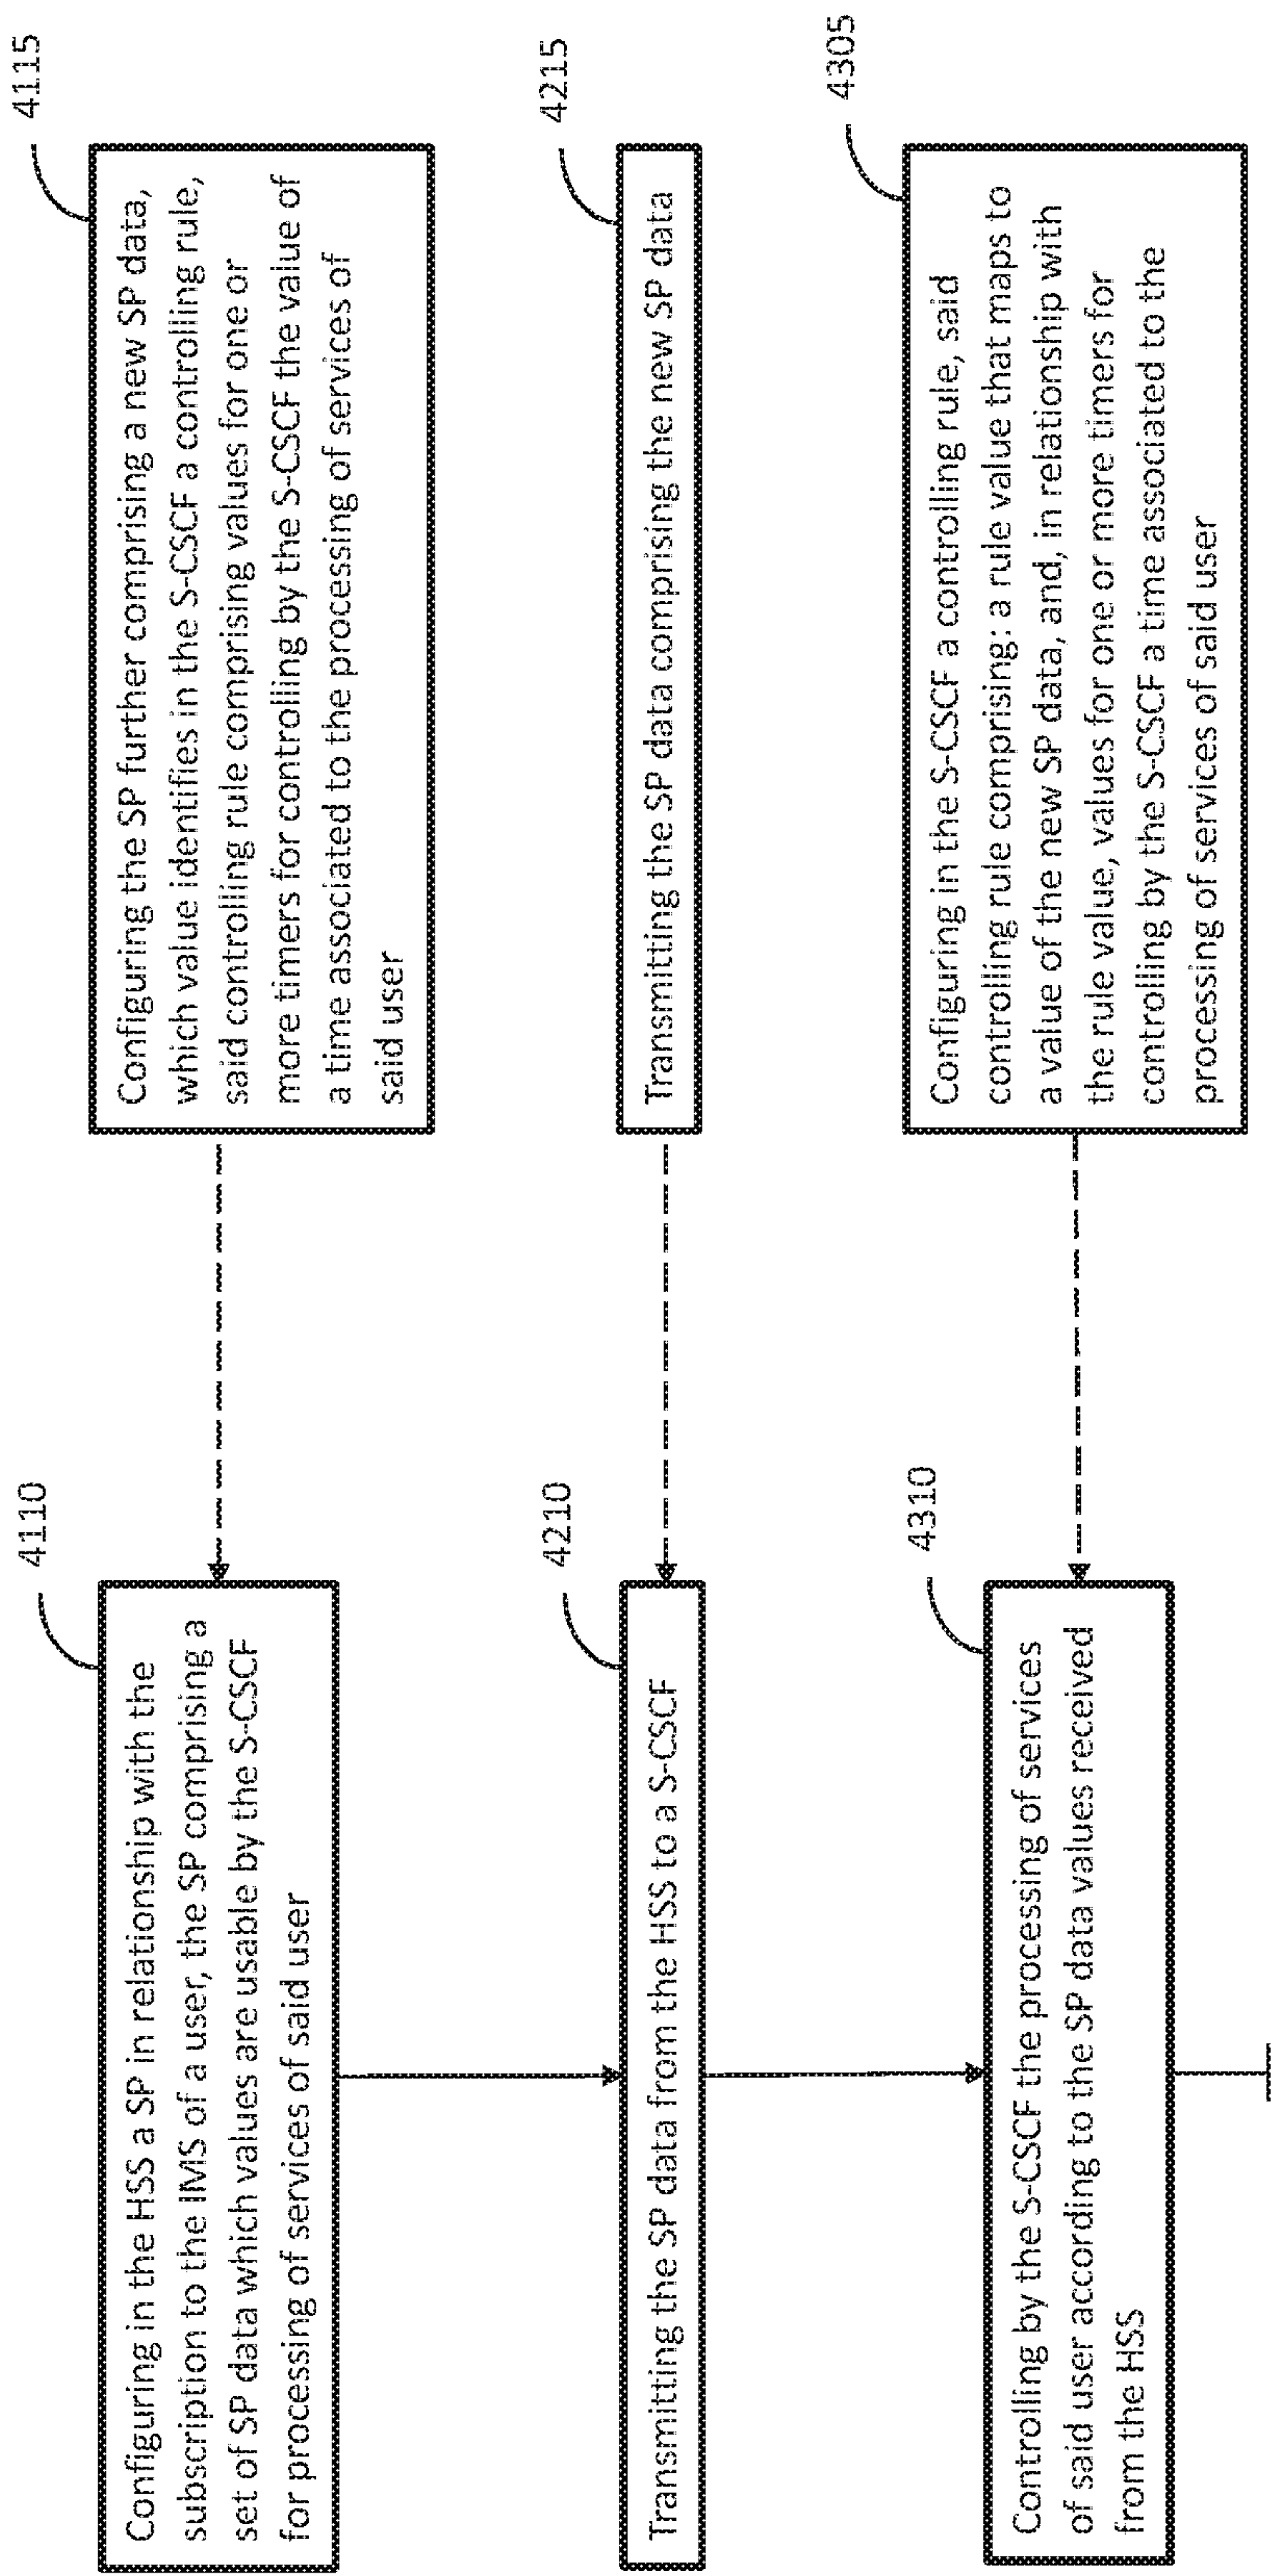 4110
Configuring in the HSS a SP in relationship with the
subscription to the IMS of a user, the SP comprising a
set of SP data which values are usable by the S-CSCF
for processing of services of said user
4115
Configuring the SP further comprising a new SP data,
which value identifies in the S-CSCF a controlling rule,
said controlling rule comprising values for one or
more timers for controlling by the S-CSCF the value of
a time associated to the processing of services of
said user
4210
Transmitting the SP data from the HSS to a S-CSCF
4215
Transmitting the SP data comprising the new SP data
4310
Controlling by the S-CSCF the processing of services
of said user according to the SP data values received
from the HSS
4305
Configuring in the S-CSCF a controlling rule, said
controlling rule comprising: a rule value that maps to
a value of the new SP data, and, in relationship with
the rule value, values for one or more timers for
controlling by the S-CSCF a time associated to the
processing of services of said user